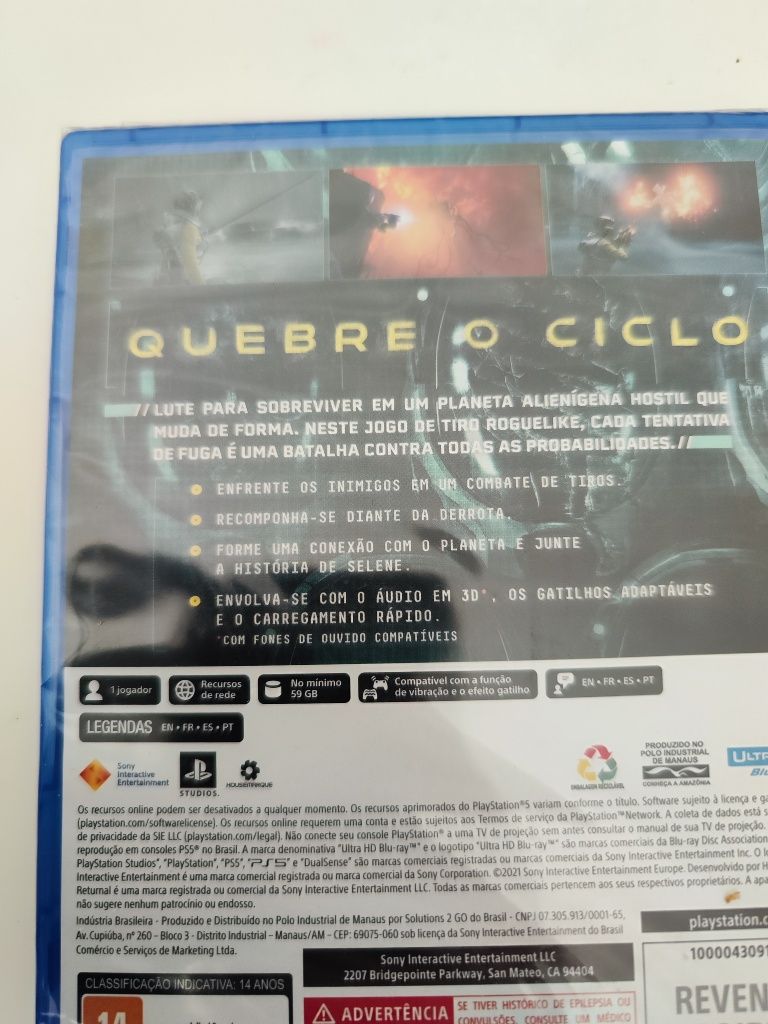 QUEBRE O CICLO
// LUTE PARA SOBREVIVER EM UM PLANETA ALIENÍGENA HOSTIL QUE
MUDA DE FORMA. NESTE JOGO DE TIRO ROGUELIKE, CADA TENTATIVA
DE FUGA É UMA BATALHA CONTRA TODAS AS PROBABILIDADES. //
ENFRENTE OS INIMIGOS EM UM COMBATE DE TIROS.
RECOMPONHA-SE DIANTE DA DERROTA.
FORME UMA CONEXÃO COM O PLANETA E JUNTE
A HISTÓRIA DE SELENE.
ENVOLVA-SE COM O ÁUDIO EM 3D*, OS GATILHOS ADAPTÁVEIS
E O CARREGAMENTO RÁPIDO.
*COM FONES DE OUVIDO COMPATÍVEIS
1 jogador
Recursos
de rede
No mínimo
59 GB
Compatível com a função
de vibração e o efeito gatilho
EN • FR • ES • PT
LEGENDAS EN • FR • ES • PT
Sony
Interactive
Entertainment
STUDIOS.
HOUSEMARQUE
EMBALAGEM RECICLÁVEL
PRODUZIDO NO
POLO INDUSTRIAL
DE MANAUS
CONHEÇA A AMAZÔNIA
ULTR
Blu
Os recursos online podem ser desativados a qualquer momento. Os recursos aprimorados do PlayStation®5 variam conforme o título. Software sujeito à licença e ga
(playstation.com/softwarelicense). Os recursos online requerem uma conta e estão sujeitos aos Termos de serviço da PlayStation™Network. A coleta de dados está s
de privacidade da SIE LLC (playstation.com/legal). Não conecte seu console PlayStation® a uma TV de projeção sem antes consultar o manual de sua TV de projeção.
reprodução em consoles PS5® no Brasil. A marca denominativa "Ultra HD Blu-ray™" e o logotipo "Ultra HD Blu-ray™" são marcas comerciais da Blu-ray Disc Association
PlayStation Studios", "PlayStation", "PS5", "PS5" e "DualSense" são marcas comerciais registradas ou marcas comerciais da Sony Interactive Entertainment Inc. O lo
Interactive Entertainment é uma marca comercial registrada ou marca comercial da Sony Corporation. ©2021 Sony Interactive Entertainment Europe. Desenvolvido por H
Returnal é uma marca registrada ou comercial da Sony Interactive Entertainment LLC. Todas as marcas comerciais pertencem aos seus respectivos proprietários. A apa
não sugere nenhum patrocínio ou endosso.
Indústria Brasileira - Produzido e Distribuído no Polo Industrial de Manaus por Solutions 2 GO do Brasil - CNPJ 07.305.913/0001-65,
Av. Cupiúba, nº 260 – Bloco 3 - Distrito Industrial – Manaus/AM – CEP: 69075-060 sob licença da Sony Interactive Entertainment do Brasil
Comércio e Serviços de Marketing Ltda.
playstation.c
Sony Interactive Entertainment LLC
2207 Bridgepointe Parkway, San Mateo, CA 94404
1000043091
REVEN
CLASSIFICAÇÃO INDICATIVA: 14 ANOS
14
ADVERTÊNCIA
SE TIVER HISTÓRICO DE EPILEPSIA OU
CONVULSÕES, CONSULTE UM MÉDICO